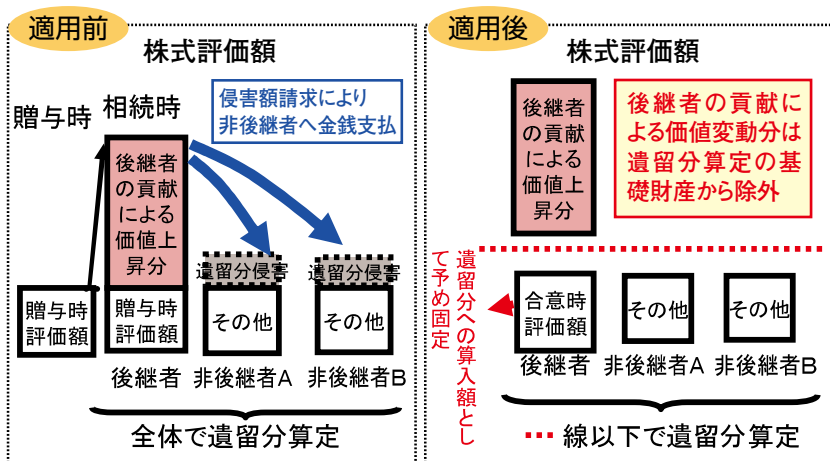 適用前
株式評価額
贈与時
相続時
侵害額請求により
非後継者へ金銭支払
後継者
の貢献
による
価値上
昇分
贈与時
評価額
贈与時
評価額
遺留分侵害
その他
遺留分侵害
その他
後継者
非後継者A
非後継者B
全体で遺留分算定
適用後
株式評価額
後継者
の貢献
による
価値上
昇分
後継者の貢献に
よる価値変動分は
遺留分算定の基
礎財産から除外
遺留分への算入額とし
て予め固定
合意時
評価額
その他
その他
後継者
非後継者A
非後継者B
…線以下で遺留分算定